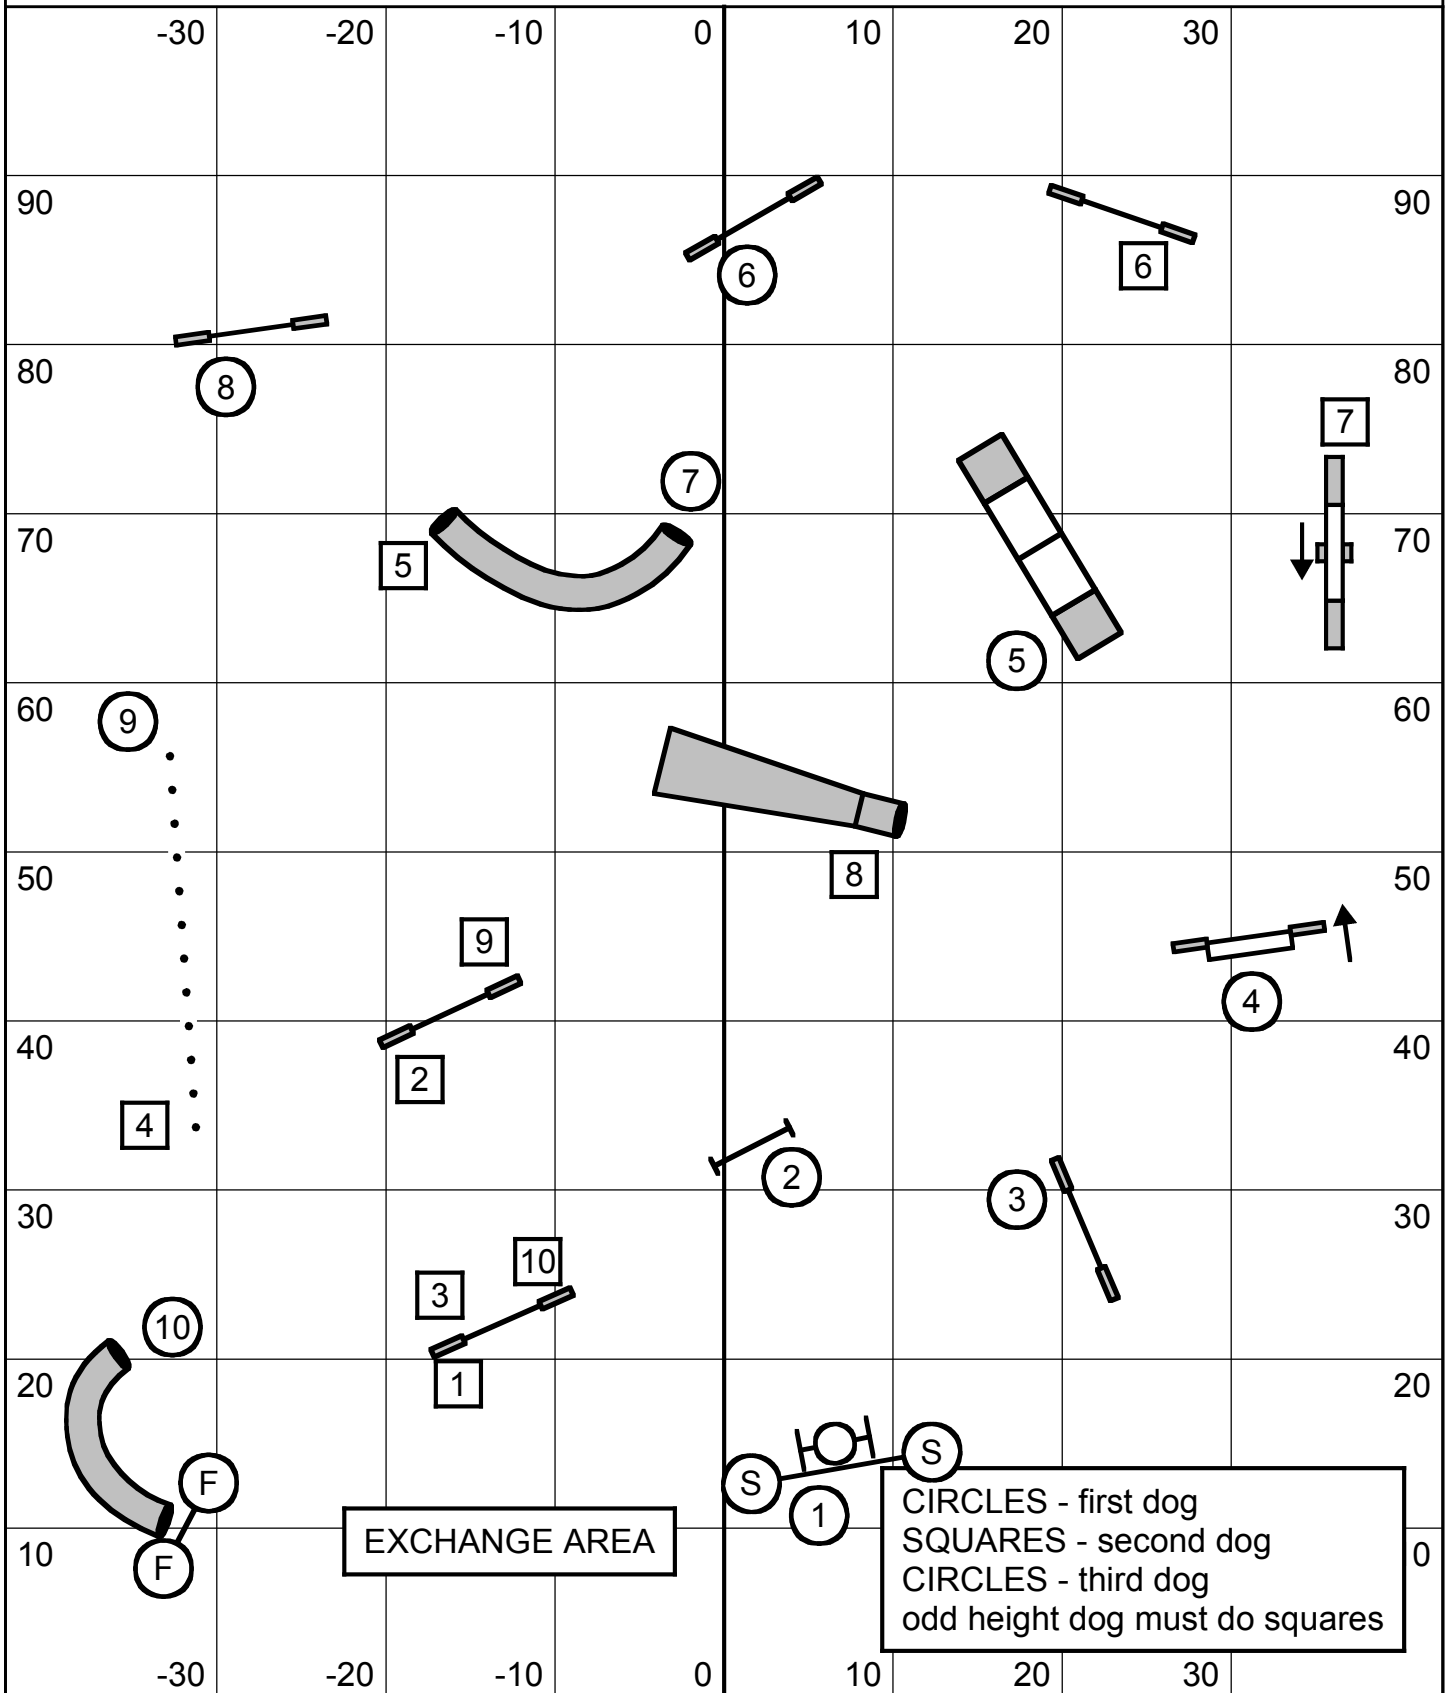 -30 -20 -10 0 10 20 30
90 90
6 6
80 80
8
7
7
70 70
5
5
60 60
9
8
50 50
9
4
40 40
2
4
2
3
30 30
10
3
10
1
20 20
S S
F
1
CIRCLES - first dog
EXCHANGE AREA
SQUARES - second dog
10 0
F
CIRCLES - third dog
odd height dog must do squares
-30 -20 -10 0 10 20 30